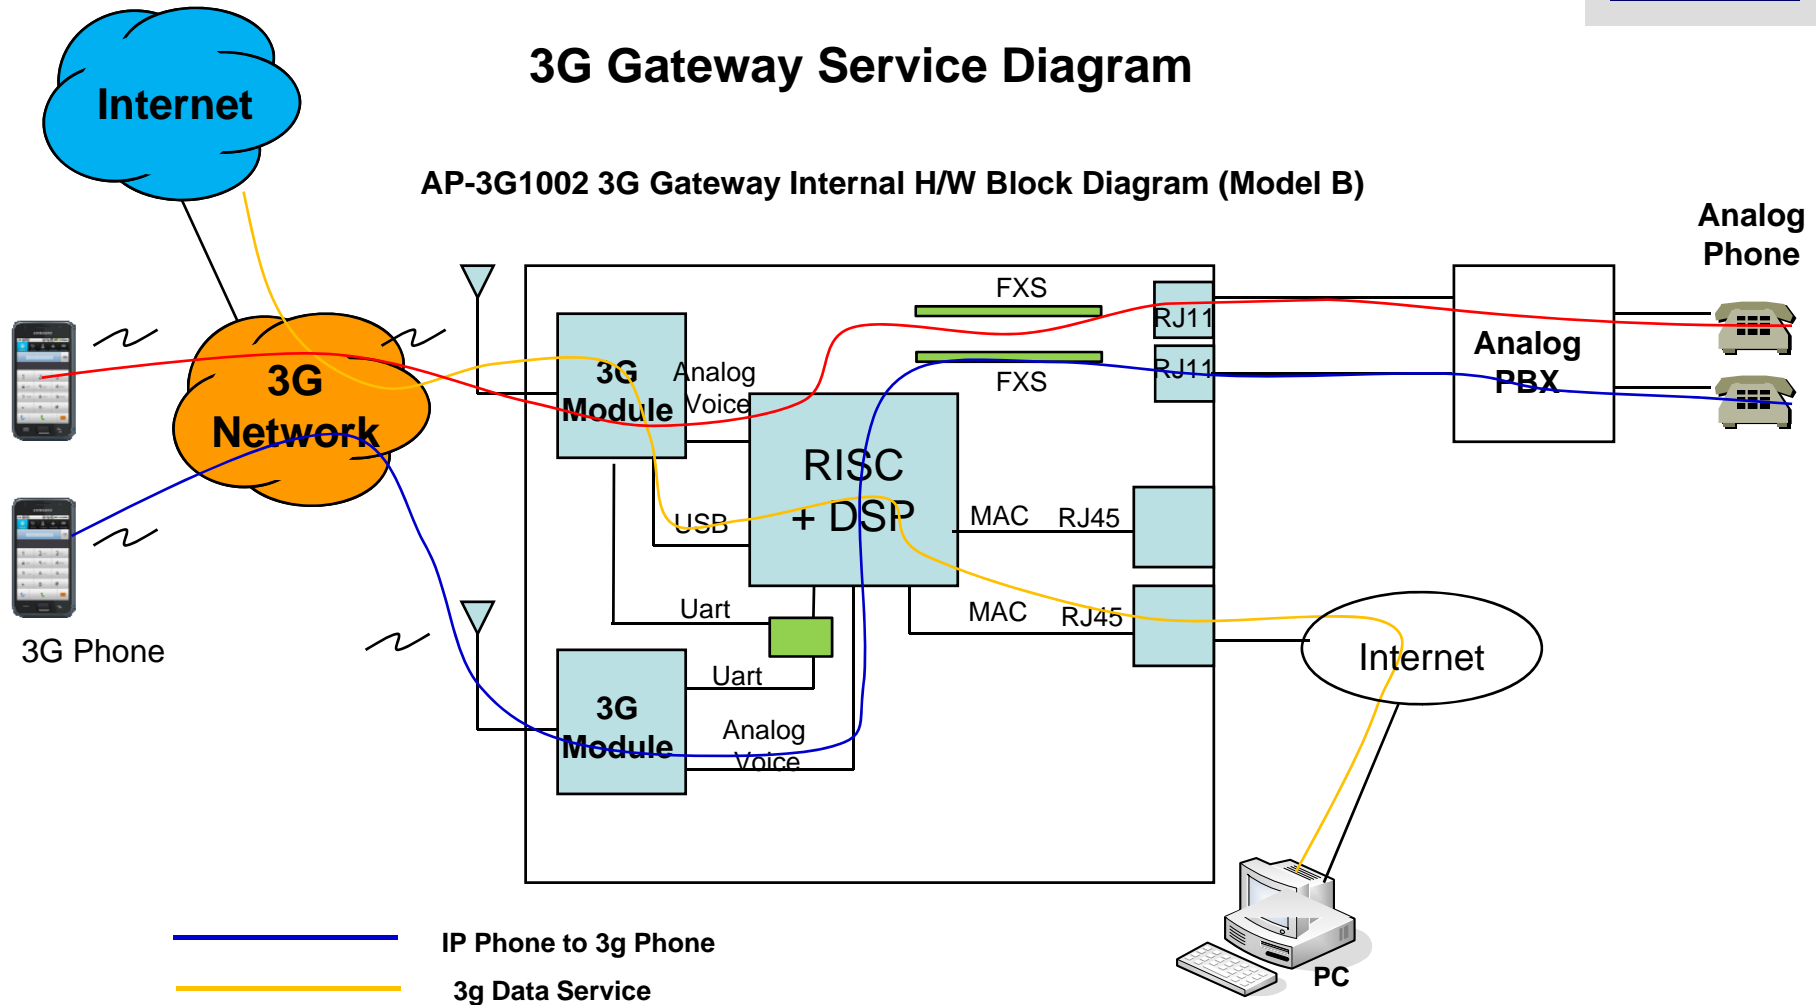 3G Gateway Service Diagram
Internet
AP-3G1002 3G Gateway Internal H/W Block Diagram (Model B)
Analog
Phone
FXS
RJ11
3G
Module
Analog
Voice
FXS
RJ11
Analog
PBX
3G
Network
RISC
+ DSP
USB
MAC
RJ45
Uart
MAC
RJ45
3G Phone
Internet
Uart
3G
Module
Analog
Voice
IP Phone to 3g Phone
PC
3g Data Service